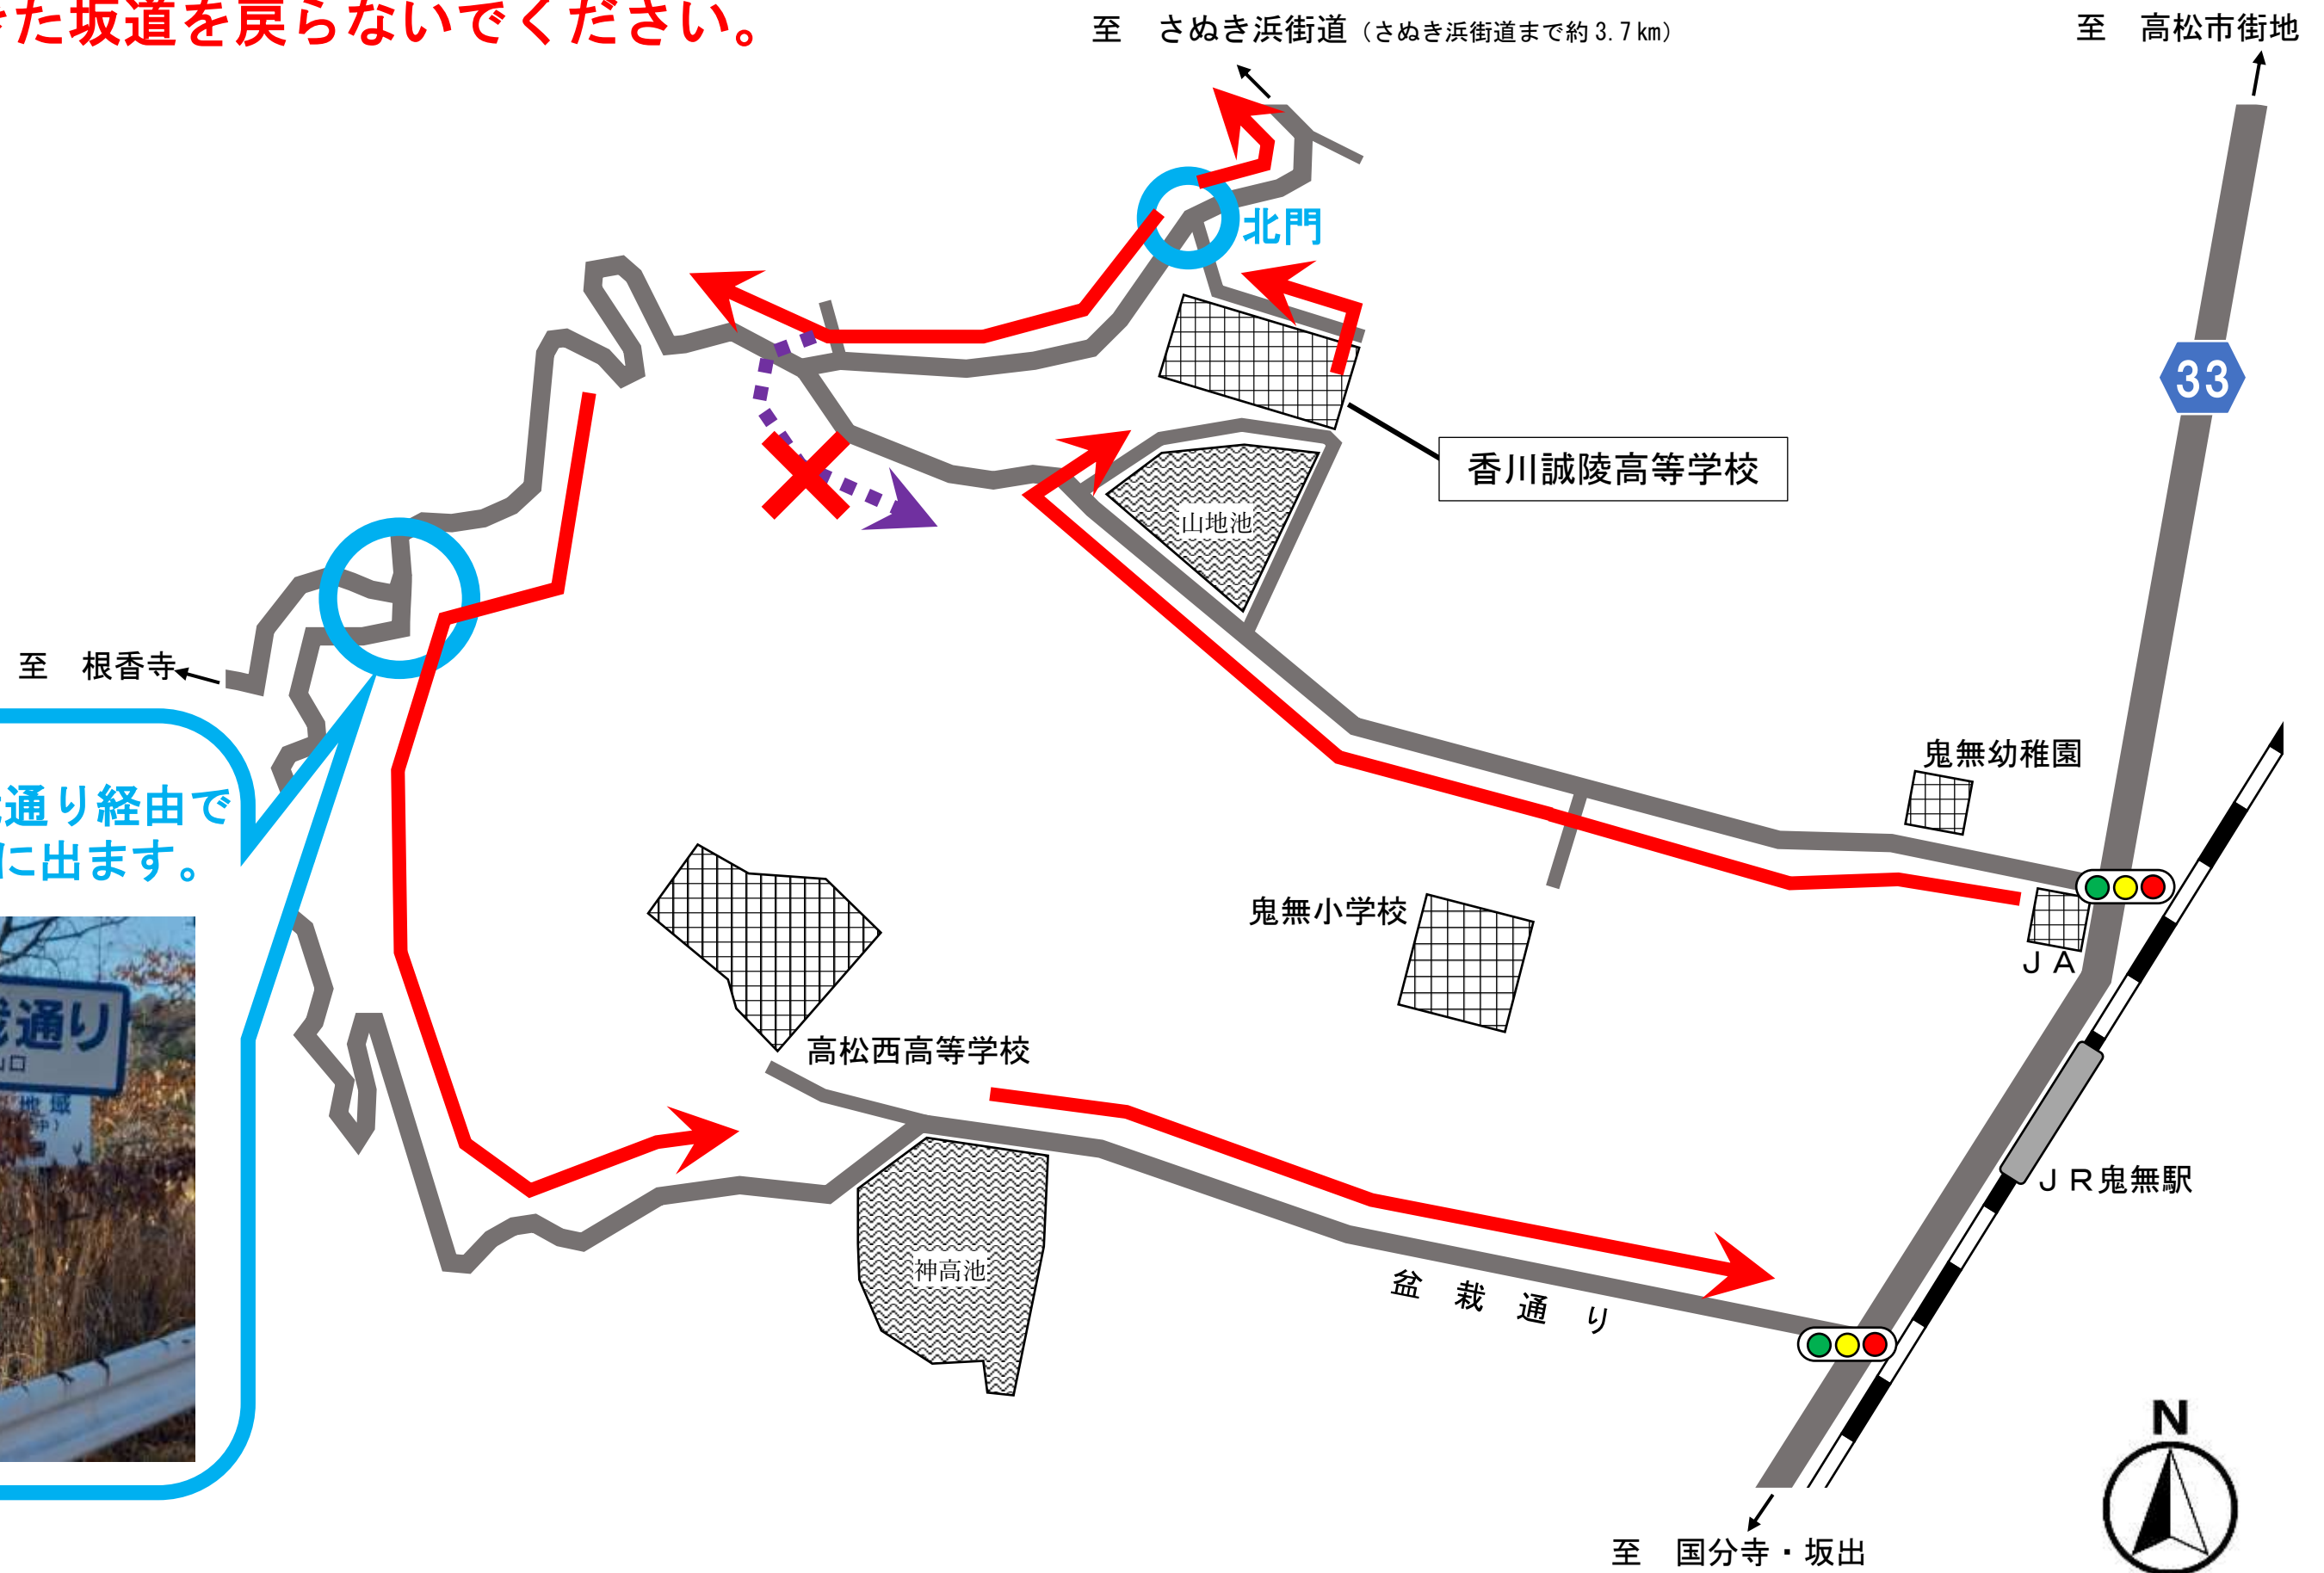 た坂道を戻らないでください。
至　さぬき浜街道（さぬき浜街道まで約3.7km）
至　高松市街地
北門
33
香川誠陵高等学校
山地池
至　根香寺
鬼無幼稚園
通り経由で
に出ます。
鬼無小学校
ＪＡ
栽通り
地域
高松西高等学校
ＪＲ鬼無駅
神高池
盆栽通り
N
至　国分寺・坂出